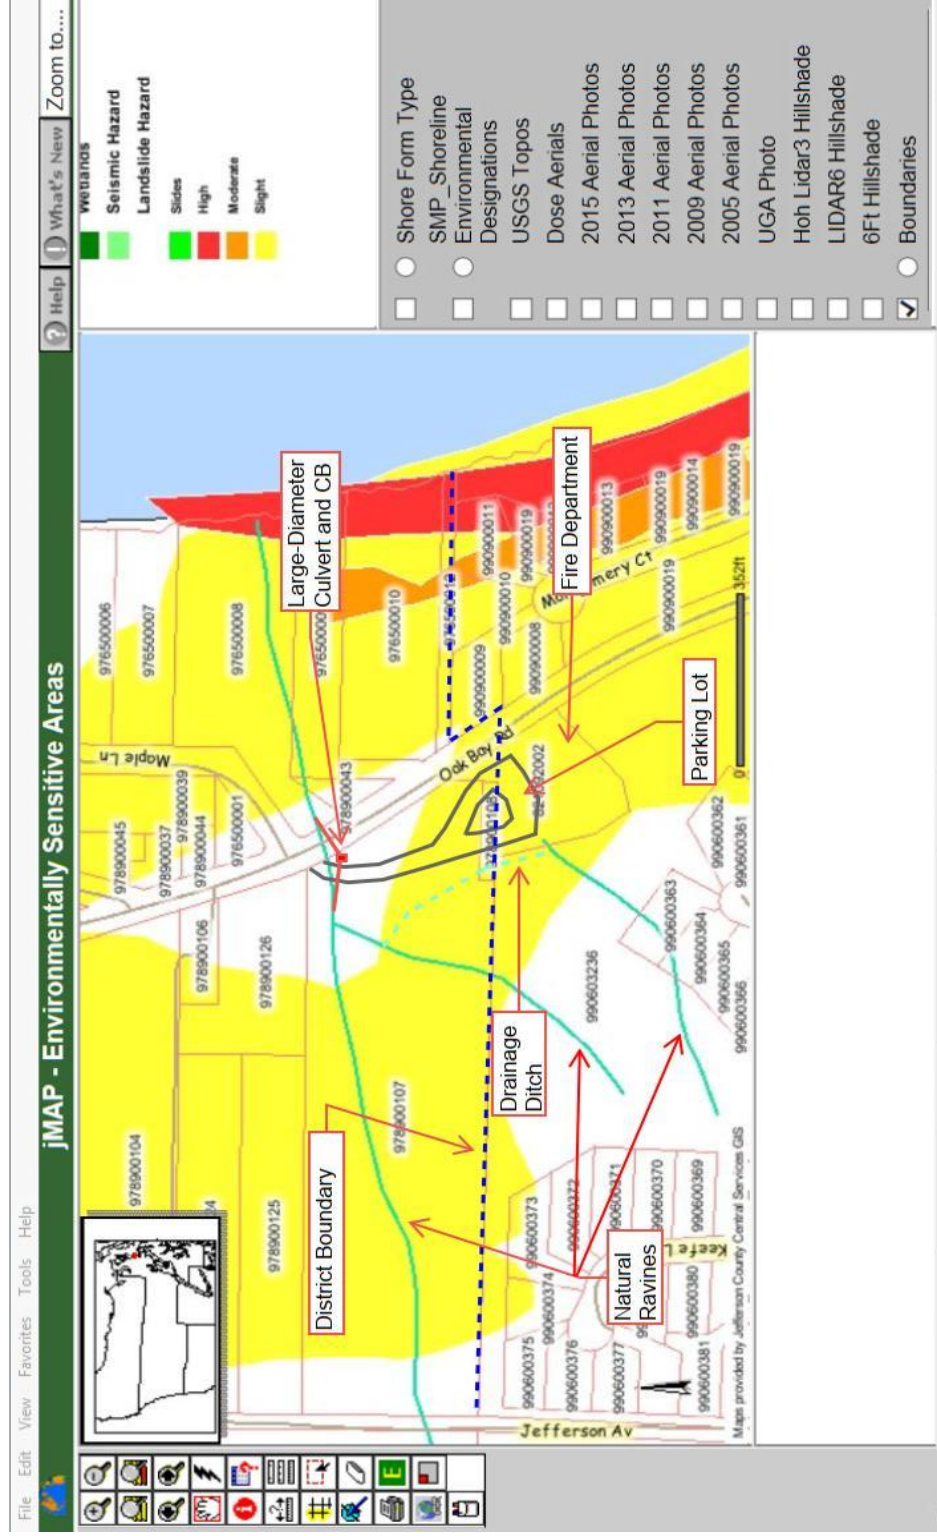 File Edit View Favorites Tools Help
jMAP - Environmentally Sensitive Areas
Help
What's New
Zoom to....
Wetlands
Seismic Hazard
Landslide Hazard
Slides
High
Moderate
Slight
Shore Form Type
SMP_Shoreline
Environmental
Designations
USGS Topos
Dose Aerials
2015 Aerial Photos
2013 Aerial Photos
2011 Aerial Photos
2009 Aerial Photos
2005 Aerial Photos
UGA Photo
Hoh Lidar3 Hillshade
LIDAR6 Hillshade
6Ft Hillshade
Boundaries
978900104
978900125
978900106
978900126
978900045
978900037
978900039
978900044
976500001
Maple Ln
976500006
976500007
976500008
976500010
978900043
978900107
Large-Diameter
Culvert and CB
District Boundary
Drainage
Ditch
Natural
Ravines
Fire Department
Parking Lot
Oak Bay Rd
990900009
990900011
990900019
990900010
990900008
990900013
990900019
990900014
990900019
990900019
990603236
990600363
990600362
990600361
990600364
990600365
990600366
990600373
990600372
990600371
990600370
990600369
990600374
990600375
990600376
990600377
990600380
990600381
Jefferson Av
0
352ft
Maps provided by Jefferson County Central Services GIS
E